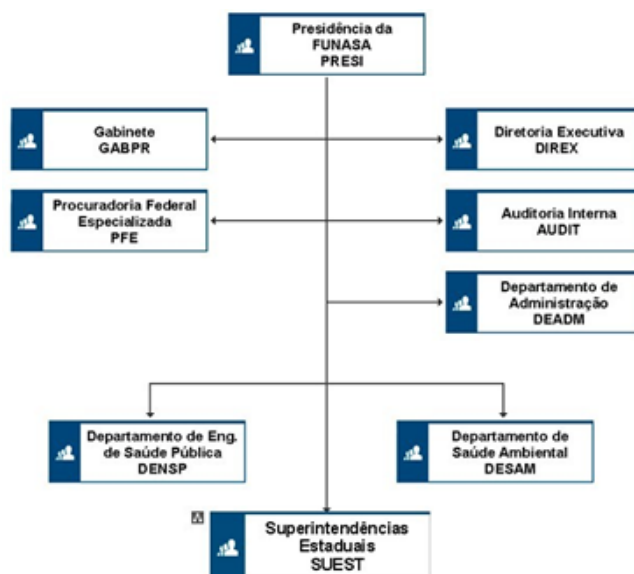 Presidência da
FUNASA
PRESI
Gabinete
GABPR
Diretoria Executiva
DIREX
Procuradoria Federal
Especializada
PFE
Auditoria Interna
AUDIT
Departamento de
Administração
DEADM
Departamento de Eng.
de Saúde Pública
DENSP
Departamento de
Saúde Ambiental
DESAM
Superintendências
Estaduais
SUEST